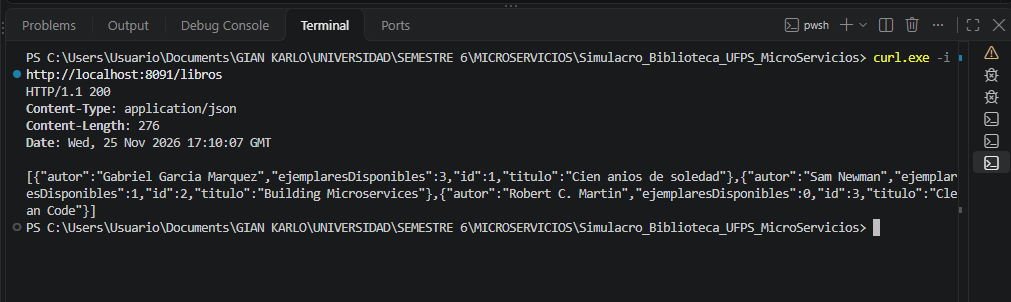 Problems Output Debug Console Terminal Ports pwsh
PS C:\Users\Usuario\Documents\GIAN KARLO\UNIVERSIDAD\SEMESTRE 6\MICROSERVICIOS\Simulacro_Biblioteca_UFPS_MicroServicios> curl.exe -i
http://localhost:8091/libros
HTTP/1.1 200
Content-Type: application/json
Content-Length: 276
Date: Wed, 25 Nov 2026 17:10:07 GMT
[{"autor":"Gabriel Garcia Marquez","ejemplaresDisponibles":3,"id":1,"titulo":"Cien anios de soledad"},{"autor":"Sam Newman","ejemplar
esDisponibles":1,"id":2,"titulo":"Building Microservices"},{"autor":"Robert C. Martin","ejemplaresDisponibles":0,"id":3,"titulo":"Cle
an Code"}]
PS C:\Users\Usuario\Documents\GIAN KARLO\UNIVERSIDAD\SEMESTRE 6\MICROSERVICIOS\Simulacro_Biblioteca_UFPS_MicroServicios>